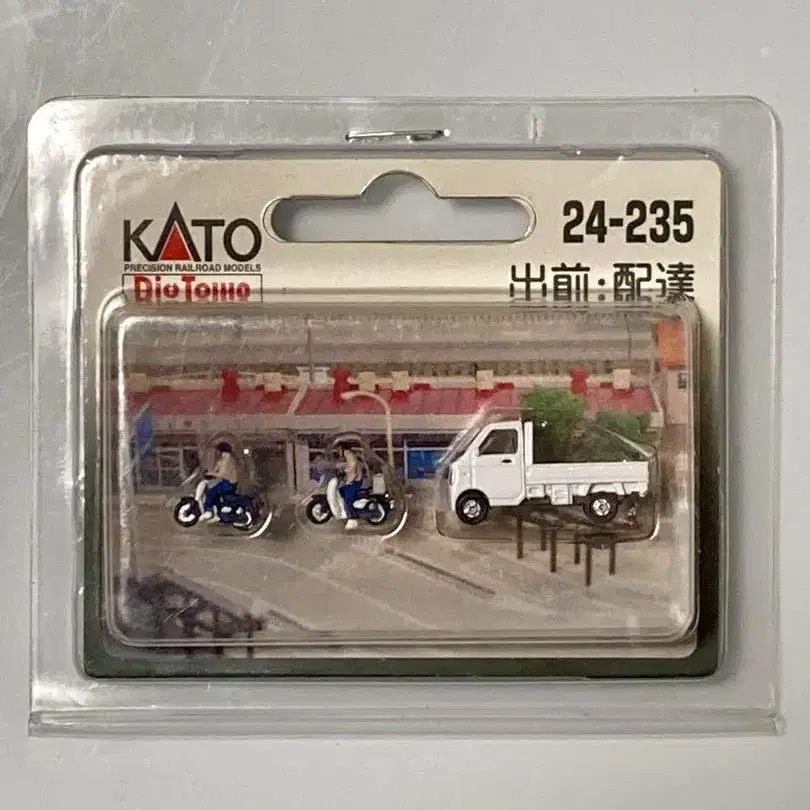 KATO
24-235
PRECISION RAILROAD MODELS
DioTown
出前・配達